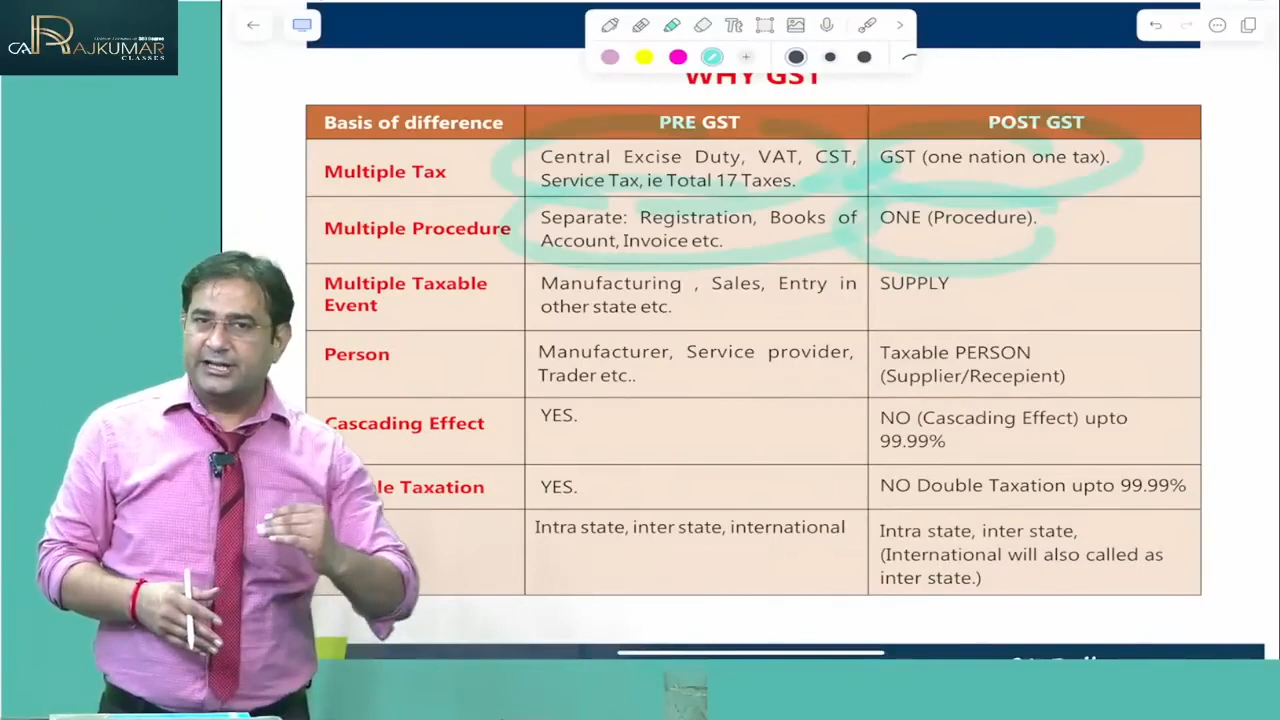 CA RAJKUMAR
CLASSES
Tt
WHY GST
Basis of difference
PRE GST
POST GST
Multiple Tax
Central Excise Duty, VAT, CST,
Service Tax, ie Total 17 Taxes.
GST (one nation one tax).
Multiple Procedure
Separate: Registration, Books of
Account, Invoice etc.
ONE (Procedure).
Multiple Taxable
Event
Manufacturing , Sales, Entry in
other state etc.
SUPPLY
Person
Manufacturer, Service provider,
Trader etc..
Taxable PERSON
(Supplier/Recepient)
Cascading Effect
YES.
NO (Cascading Effect) upto
99.99%
le Taxation
YES.
NO Double Taxation upto 99.99%
Intra state, inter state, international
Intra state, inter state,
(International will also called as
inter state.)